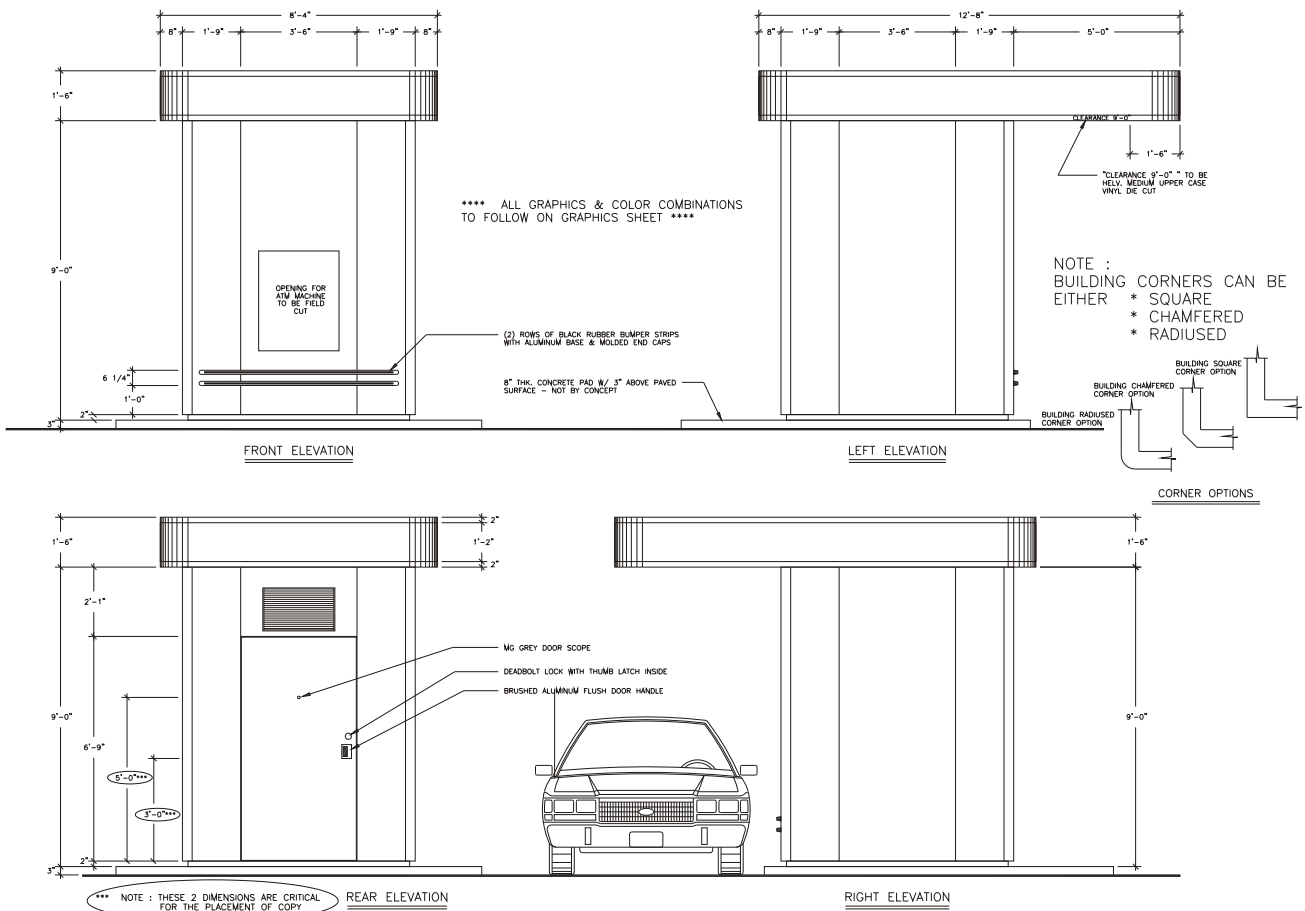 8'-4"
8" 1'-9" 3'-6" 1'-9" 8"
1'-6"
9'-0"
OPENING FOR
ATM MACHINE
TO BE FIELD
CUT
6 1/4"
1'-0"
2"
3"
FRONT ELEVATION
**** ALL GRAPHICS & COLOR COMBINATIONS
TO FOLLOW ON GRAPHICS SHEET ****
(2) ROWS OF BLACK RUBBER BUMPER STRIPS
WITH ALUMINUM BASE & MOLDED END CAPS
8" THK. CONCRETE PAD W/ 3" ABOVE PAVED
SURFACE - NOT BY CONCEPT
12'-8"
8" 1'-9" 3'-6" 1'-9" 5'-0"
CLEARANCE 9'-0"
1'-6"
"CLEARANCE 9'-0" " TO BE
HELV. MEDIUM UPPER CASE
VINYL DIE CUT
LEFT ELEVATION
NOTE :
BUILDING CORNERS CAN BE
EITHER * SQUARE
* CHAMFERED
* RADIUSED
BUILDING SQUARE
CORNER OPTION
BUILDING CHAMFERED
CORNER OPTION
BUILDING RADIUSED
CORNER OPTION
CORNER OPTIONS
1'-6"
2"
1'-2"
2"
2'-1"
9'-0"
6'-9"
5'-0"***
3'-0"***
2"
3"
MG GREY DOOR SCOPE
DEADBOLT LOCK WITH THUMB LATCH INSIDE
BRUSHED ALUMINUM FLUSH DOOR HANDLE
*** NOTE : THESE 2 DIMENSIONS ARE CRITICAL
FOR THE PLACEMENT OF COPY
REAR ELEVATION
1'-6"
9'-0"
RIGHT ELEVATION